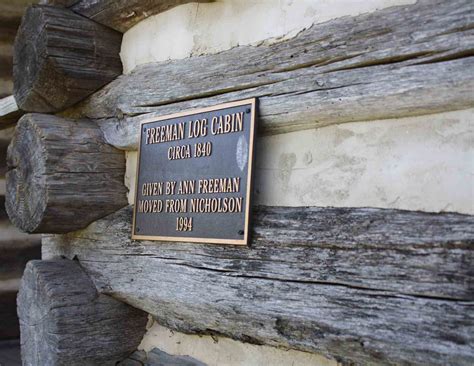 FREEMAN LOG CABIN
CIRCA 1840
GIVEN BY ANN FREEMAN
MOVED FROM NICHOLSON
1994